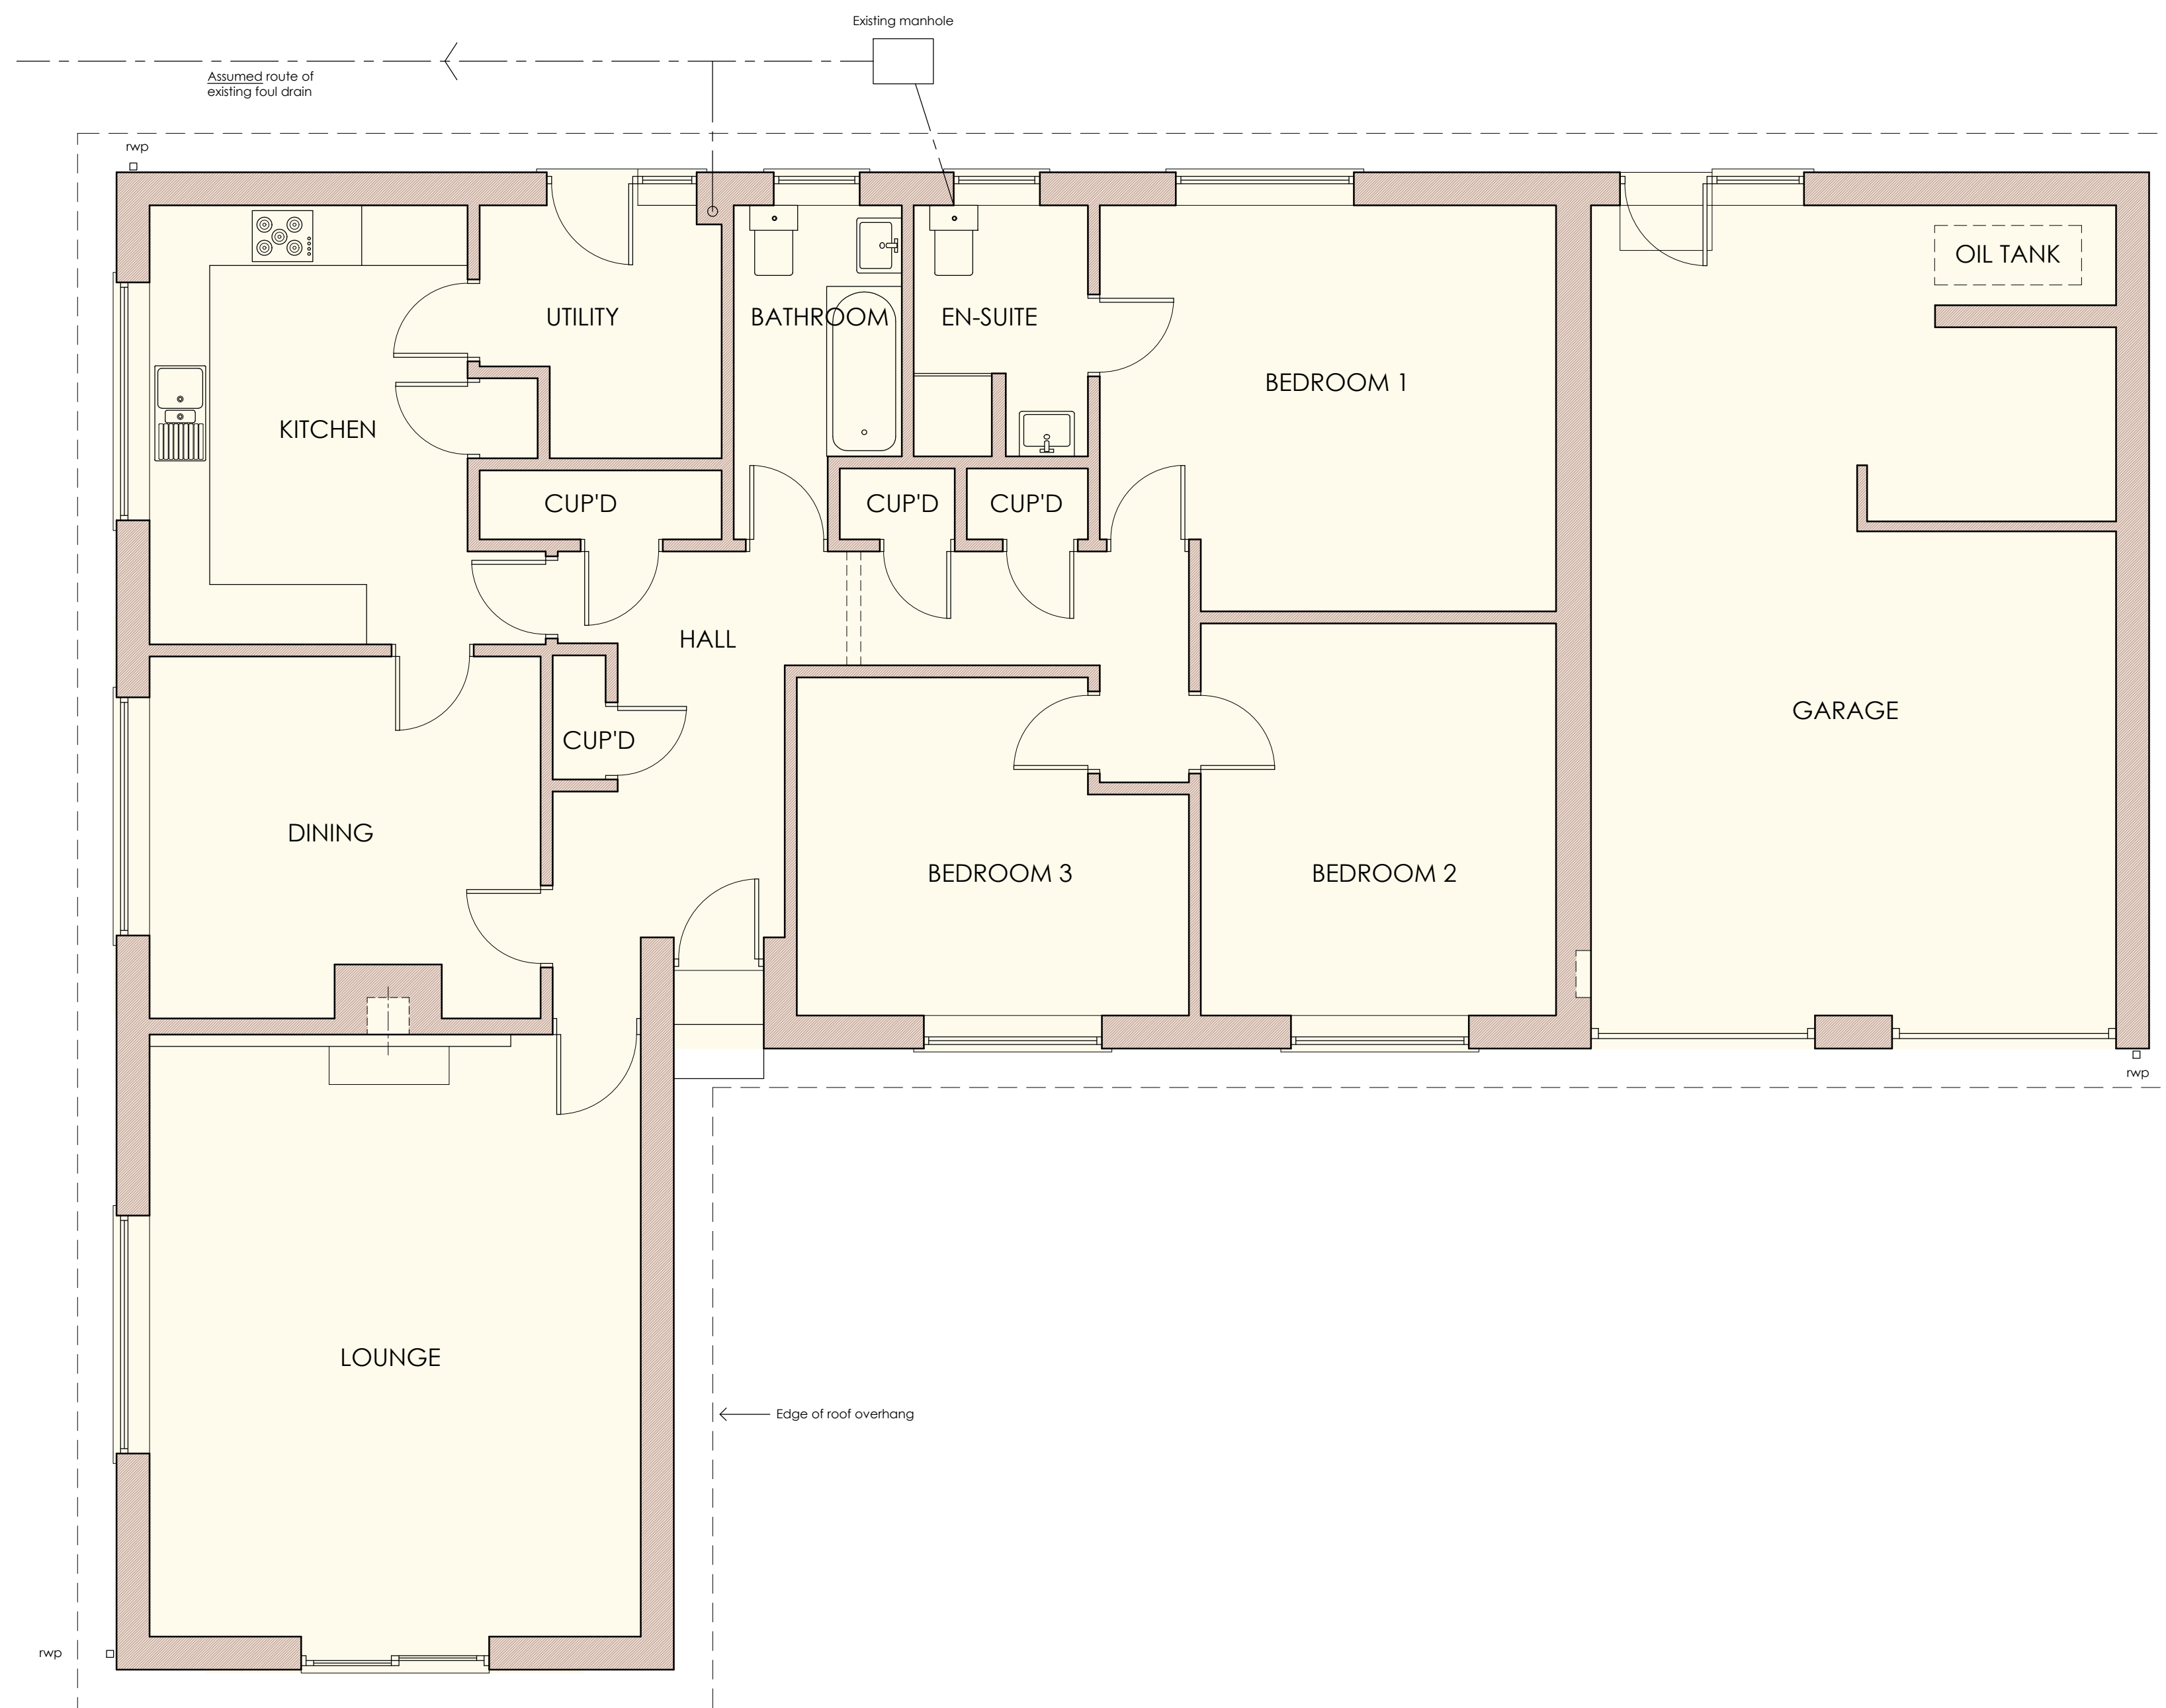 Existing manhole
Assumed route of
existing foul drain
rwp
OIL TANK
UTILITY
BATHROOM
EN-SUITE
BEDROOM 1
KITCHEN
CUP'D
CUP'D
CUP'D
HALL
GARAGE
CUP'D
DINING
BEDROOM 3
BEDROOM 2
rwp
LOUNGE
Edge of roof overhang
rwp